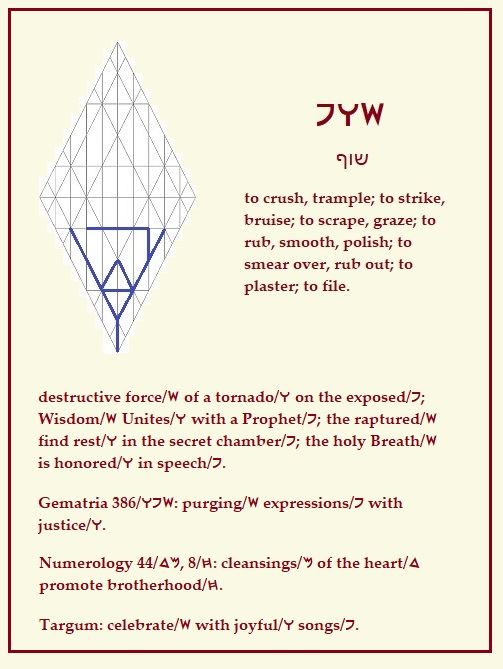 𐤔𐤅𐤐
שוף
to crush, trample; to strike,
bruise; to scrape, graze; to
rub, smooth, polish; to
smear over, rub out; to
plaster; to file.
destructive force/𐤔 of a tornado/𐤅 on the exposed/𐤐;
Wisdom/𐤔 Unites/𐤅 with a Prophet/𐤐; the raptured/𐤔
find rest/𐤅 in the secret chamber/𐤐; the holy Breath/𐤔
is honored/𐤅 in speech/𐤐.
Gematria 386/𐤔𐤐𐤅: purging/𐤔 expressions/𐤐 with
justice/𐤅.
Numerology 44/𐤌𐤃, 8/𐤇: cleansings/𐤌 of the heart/𐤃
promote brotherhood/𐤇.
Targum: celebrate/𐤔 with joyful/𐤅 songs/𐤐.